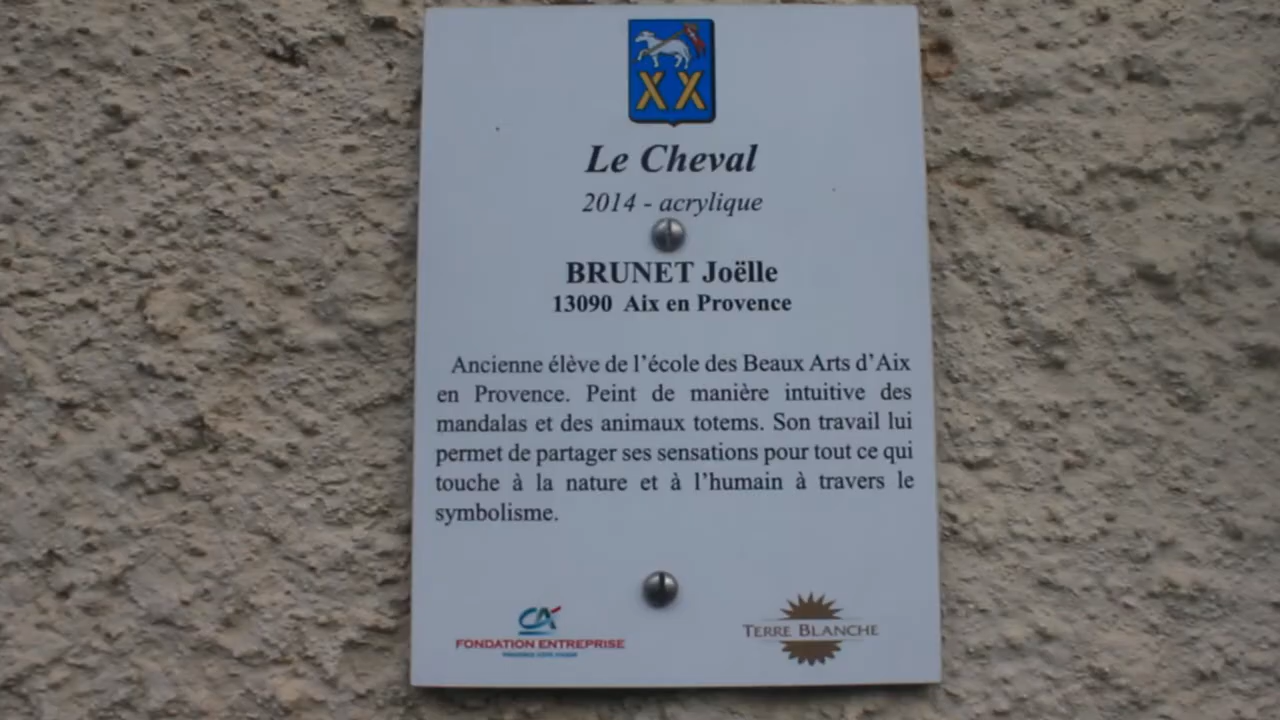 XX
Le Cheval
2014 - acrylique
BRUNET Joëlle
13090 Aix en Provence
Ancienne élève de l'école des Beaux Arts d'Aix
en Provence. Peint de manière intuitive des
mandalas et des animaux totems. Son travail lui
permet de partager ses sensations pour tout ce qui
touche à la nature et à l'humain à travers le
symbolisme.
CA
FONDATION ENTREPRISE
TERRE BLANCHE